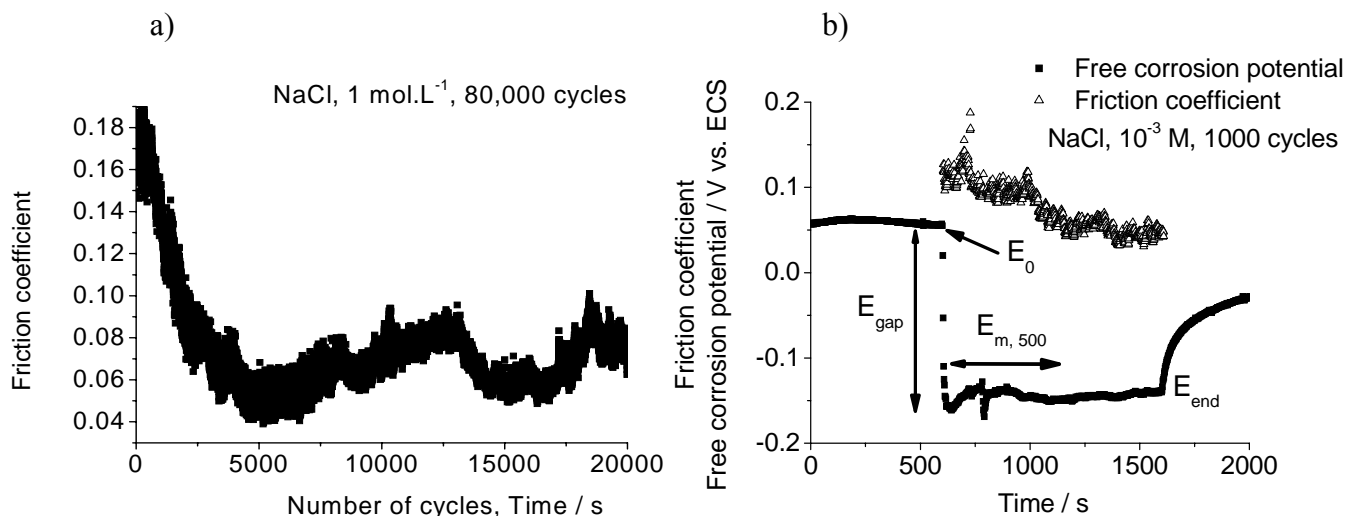 a)
NaCl, 1 mol.L-1, 80,000 cycles
Friction coefficient
0.18
0.16
0.14
0.12
0.10
0.08
0.06
0.04
0 5000 10000 15000 20000
Number of cycles, Time / s
b)
Free corrosion potential
Friction coefficient
NaCl, 10-3 M, 1000 cycles
Friction coefficient
Free corrosion potential / V vs. ECS
0.2
0.1
0.0
-0.1
-0.2
E0
Egap
Em, 500
Eend
0 500 1000 1500 2000
Time / s